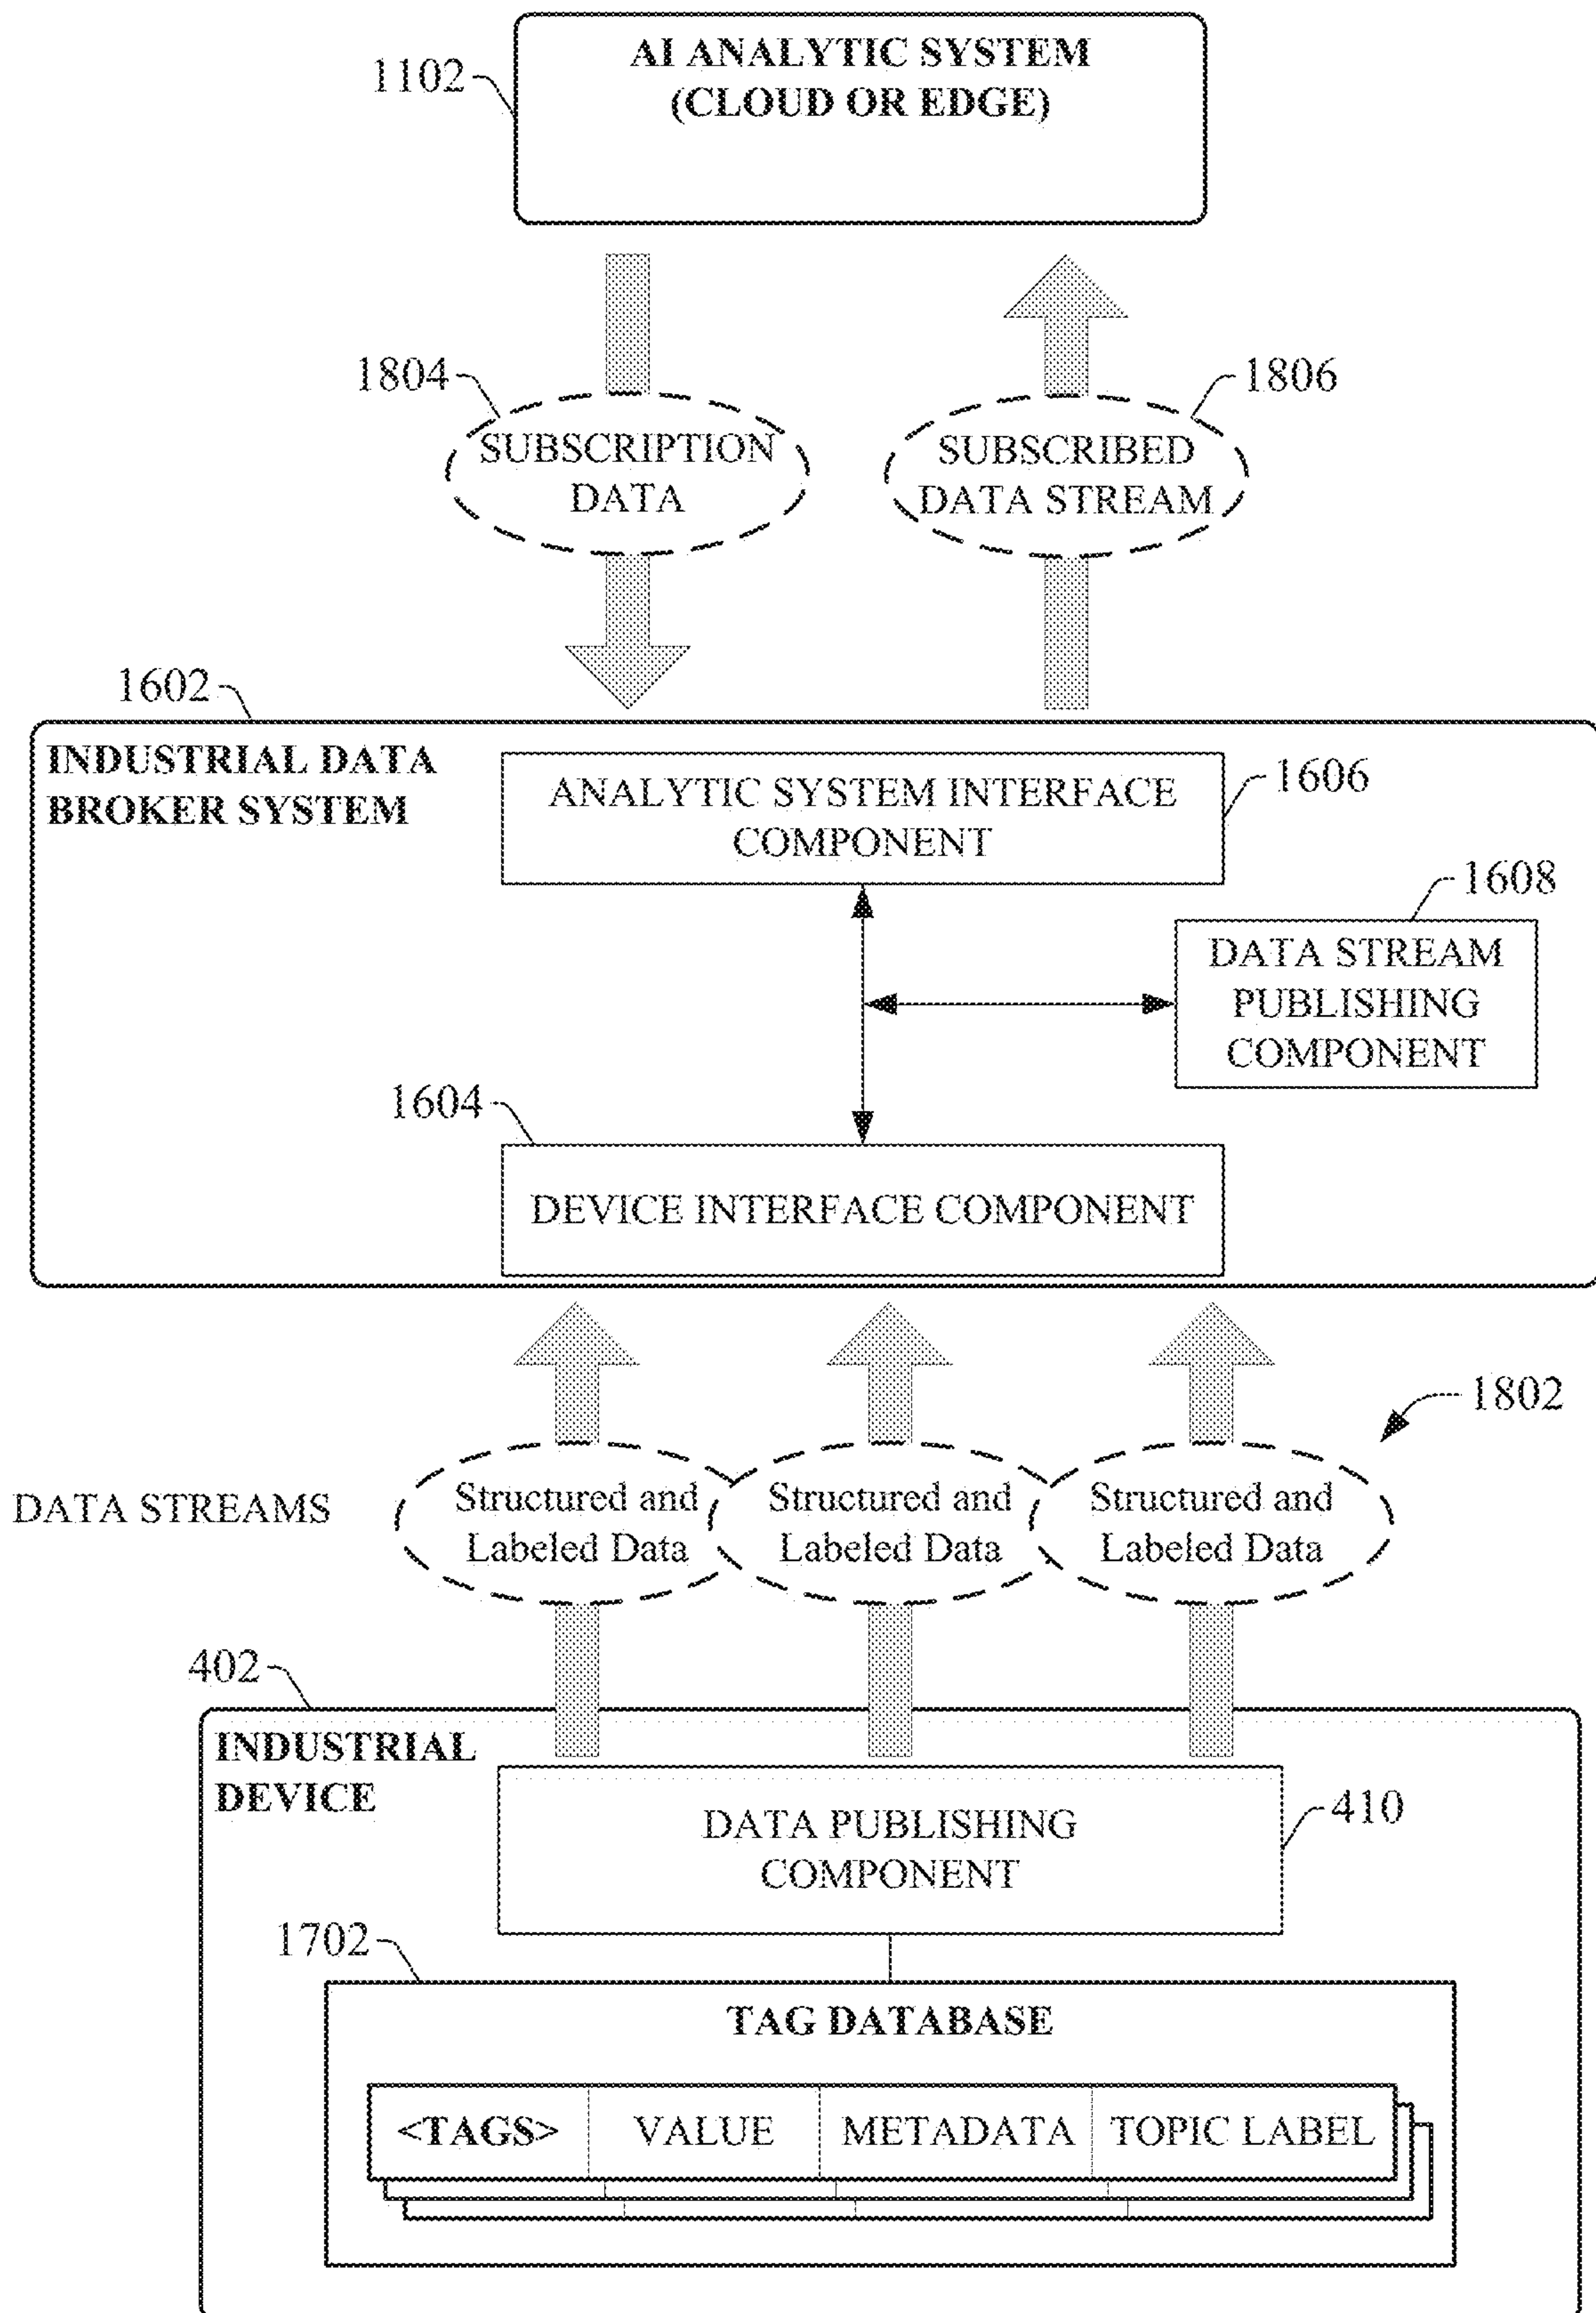 AI ANALYTIC SYSTEM
(CLOUD OR EDGE)
1102
1804
1806
SUBSCRIPTION
DATA
SUBSCRIBED
DATA STREAM
1602
INDUSTRIAL DATA
BROKER SYSTEM
ANALYTIC SYSTEM INTERFACE
COMPONENT
1606
1608
DATA STREAM
PUBLISHING
COMPONENT
1604
DEVICE INTERFACE COMPONENT
1802
DATA STREAMS
Structured and
Labeled Data
Structured and
Labeled Data
Structured and
Labeled Data
402
INDUSTRIAL
DEVICE
DATA PUBLISHING
COMPONENT
410
1702
TAG DATABASE
<TAGS> VALUE METADATA TOPIC LABEL